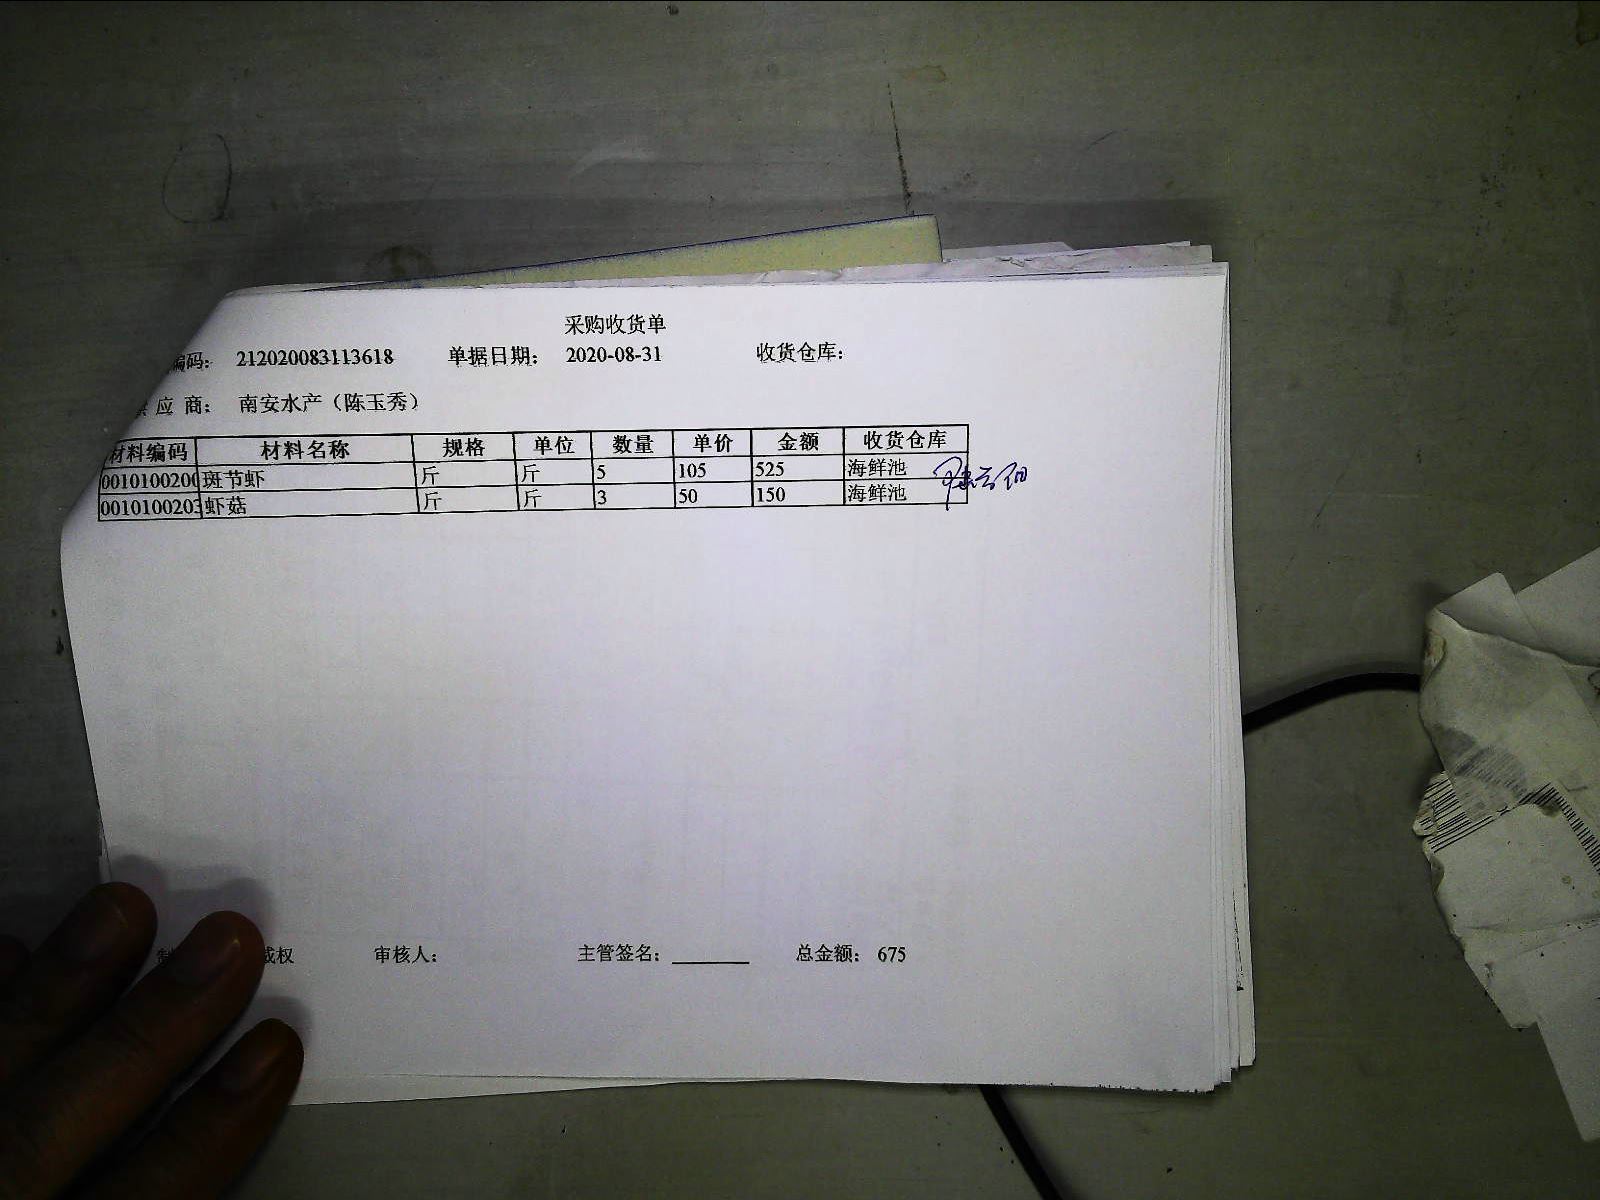 采购收货单
编码： 212020083113618 单据日期： 2020-08-31 收货仓库：
应 商： 南安水产（陈玉秀）
材料编码 材料名称 规格 单位 数量 单价 金额 收货仓库
0010100200 斑节虾 斤 斤 5 105 525 海鲜池
0010100203 虾菇 斤 斤 3 50 150 海鲜池
权 审核人： 主管签名： 总金额： 675